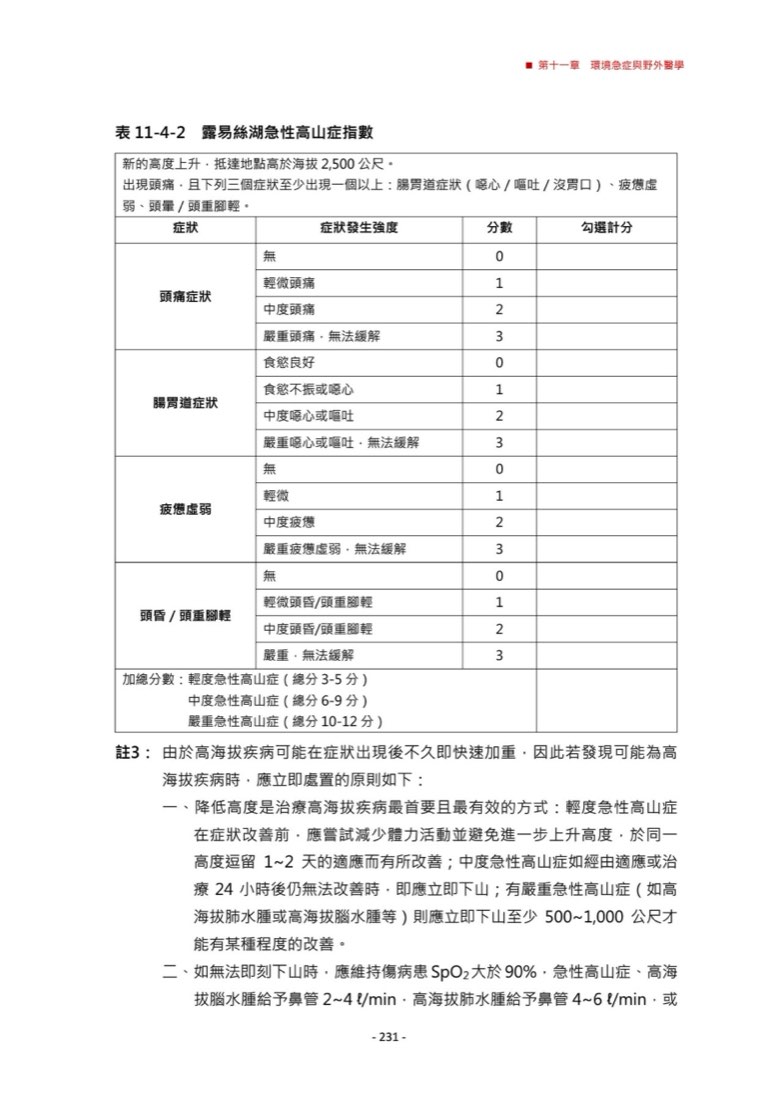 ■ 第十一章 環境急症與野外醫學
表 11-4-2 露易絲湖急性高山症指數
新的高度上升,抵達地點高於海拔 2,500 公尺。
出現頭痛,且下列三個症狀至少出現一個以上:腸胃道症狀(噁心/嘔吐/沒胃口)、疲憊虛
弱、頭暈/頭重腳輕。
症狀 症狀發生強度 分數 勾選計分
頭痛症狀
無 0
輕微頭痛 1
中度頭痛 2
嚴重頭痛,無法緩解 3
腸胃道症狀
食慾良好 0
食慾不振或噁心 1
中度噁心或嘔吐 2
嚴重噁心或嘔吐,無法緩解 3
疲憊虛弱
無 0
輕微 1
中度疲憊 2
嚴重疲憊虛弱,無法緩解 3
頭昏/頭重腳輕
無 0
輕微頭昏/頭重腳輕 1
中度頭昏/頭重腳輕 2
嚴重,無法緩解 3
加總分數:輕度急性高山症(總分 3-5 分)
中度急性高山症(總分 6-9 分)
嚴重急性高山症(總分 10-12 分)
註3: 由於高海拔疾病可能在症狀出現後不久即快速加重,因此若發現可能為高
海拔疾病時,應立即處置的原則如下:
一、降低高度是治療高海拔疾病最首要且最有效的方式:輕度急性高山症
在症狀改善前,應嘗試減少體力活動並避免進一步上升高度,於同一
高度逗留 1~2 天的適應而有所改善;中度急性高山症如經由適應或治
療 24 小時後仍無法改善時,即應立即下山;有嚴重急性高山症(如高
海拔肺水腫或高海拔腦水腫等)則應立即下山至少 500~1,000 公尺才
能有某種程度的改善。
二、如無法即刻下山時,應維持傷病患 SpO₂大於 90%,急性高山症、高海
拔腦水腫給予鼻管 2~4 ℓ/min,高海拔肺水腫給予鼻管 4~6 ℓ/min,或
- 231 -